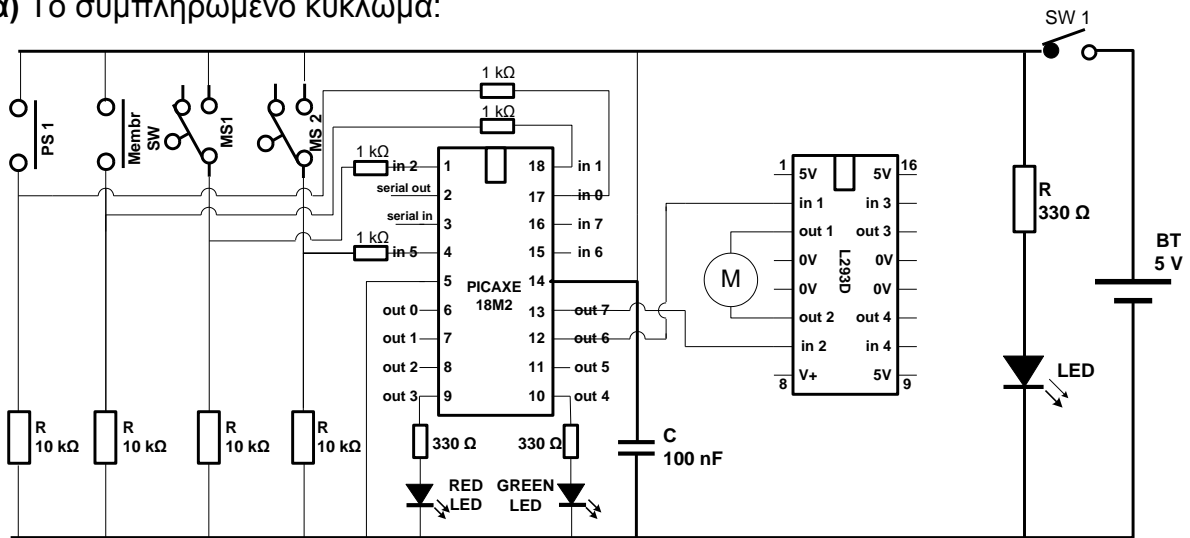 α) Το συμπληρωμένο κύκλωμα:
SW 1
PS 1
Membr
SW
MS1
MS 2
1 kΩ
1 kΩ
1 kΩ
1 kΩ
in 2
serial out
serial in
in 5
out 0
out 1
out 2
out 3
1
2
3
4
5
6
7
8
9
PICAXE
18M2
18
17
16
15
14
13
12
11
10
in 1
in 0
in 7
in 6
out 7
out 6
out 5
out 4
M
1
8
5V
in 1
out 1
0V
0V
out 2
in 2
V+
L293D
5V
in 3
out 3
0V
0V
out 4
in 4
5V
16
9
R
330 Ω
LED
BT
5 V
R
10 kΩ
R
10 kΩ
R
10 kΩ
R
10 kΩ
330 Ω
330 Ω
RED
LED
GREEN
LED
C
100 nF